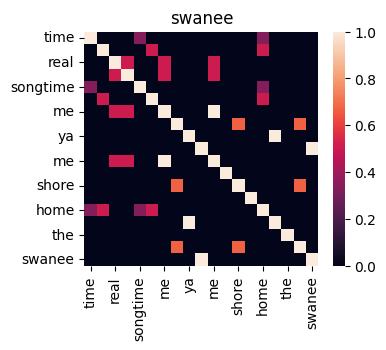 swanee
time
real
songtime
me
ya
me
shore
home
the
swanee
1.0
0.8
0.6
0.4
0.2
0.0
time
real
songtime
me
ya
me
shore
home
the
swanee